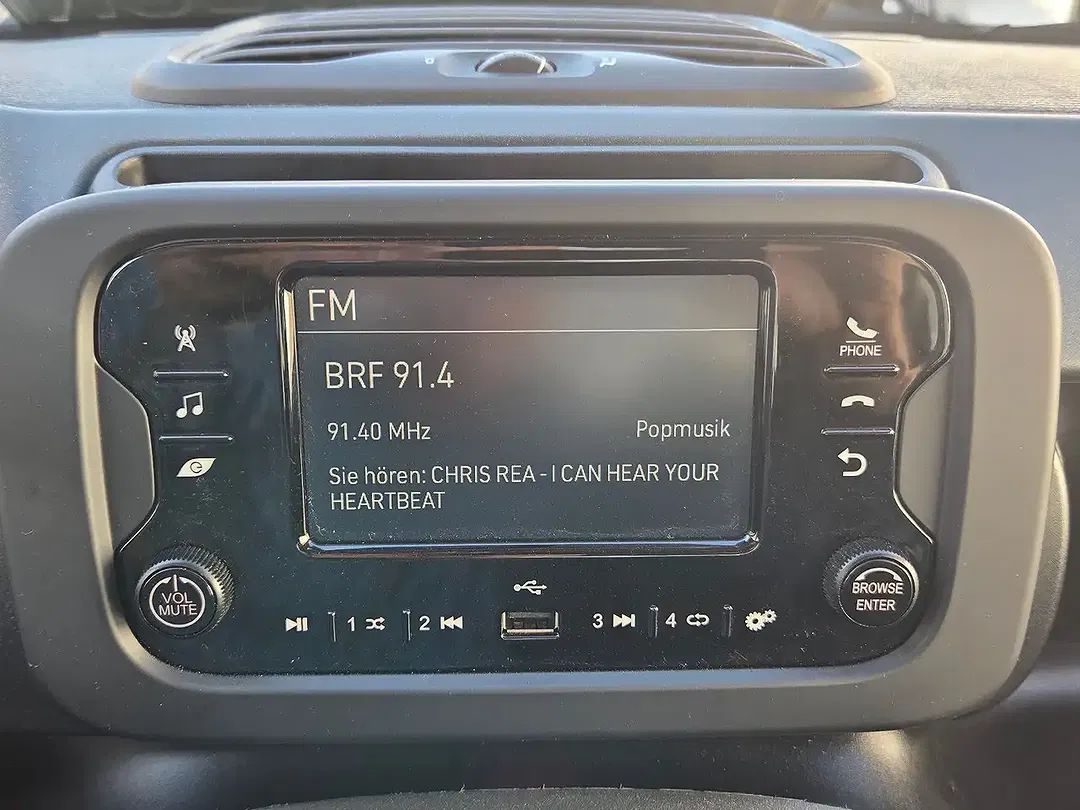 FM
BRF 91.4
91.40 MHz
Popmusik
Sie hören: CHRIS REA - I CAN HEAR YOUR
HEARTBEAT
PHONE
VOL
MUTE
BROWSE
ENTER
1
2
3
4